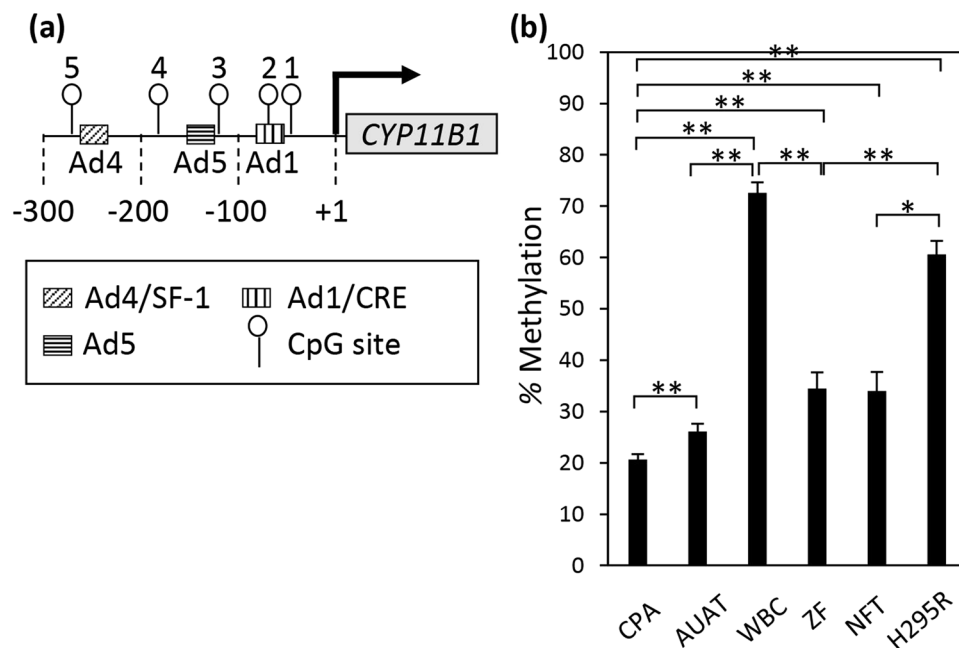 (a)
5 4 3 2 1
CYP11B1
Ad4 Ad5 Ad1
-300 -200 -100 +1
Ad4/SF-1 Ad1/CRE
Ad5 CpG site
(b)
% Methylation
100
90
80
70
60
50
40
30
20
10
0
**
**
**
**
** ** **
*
**
CPA AUAT WBC ZF NFT H295R